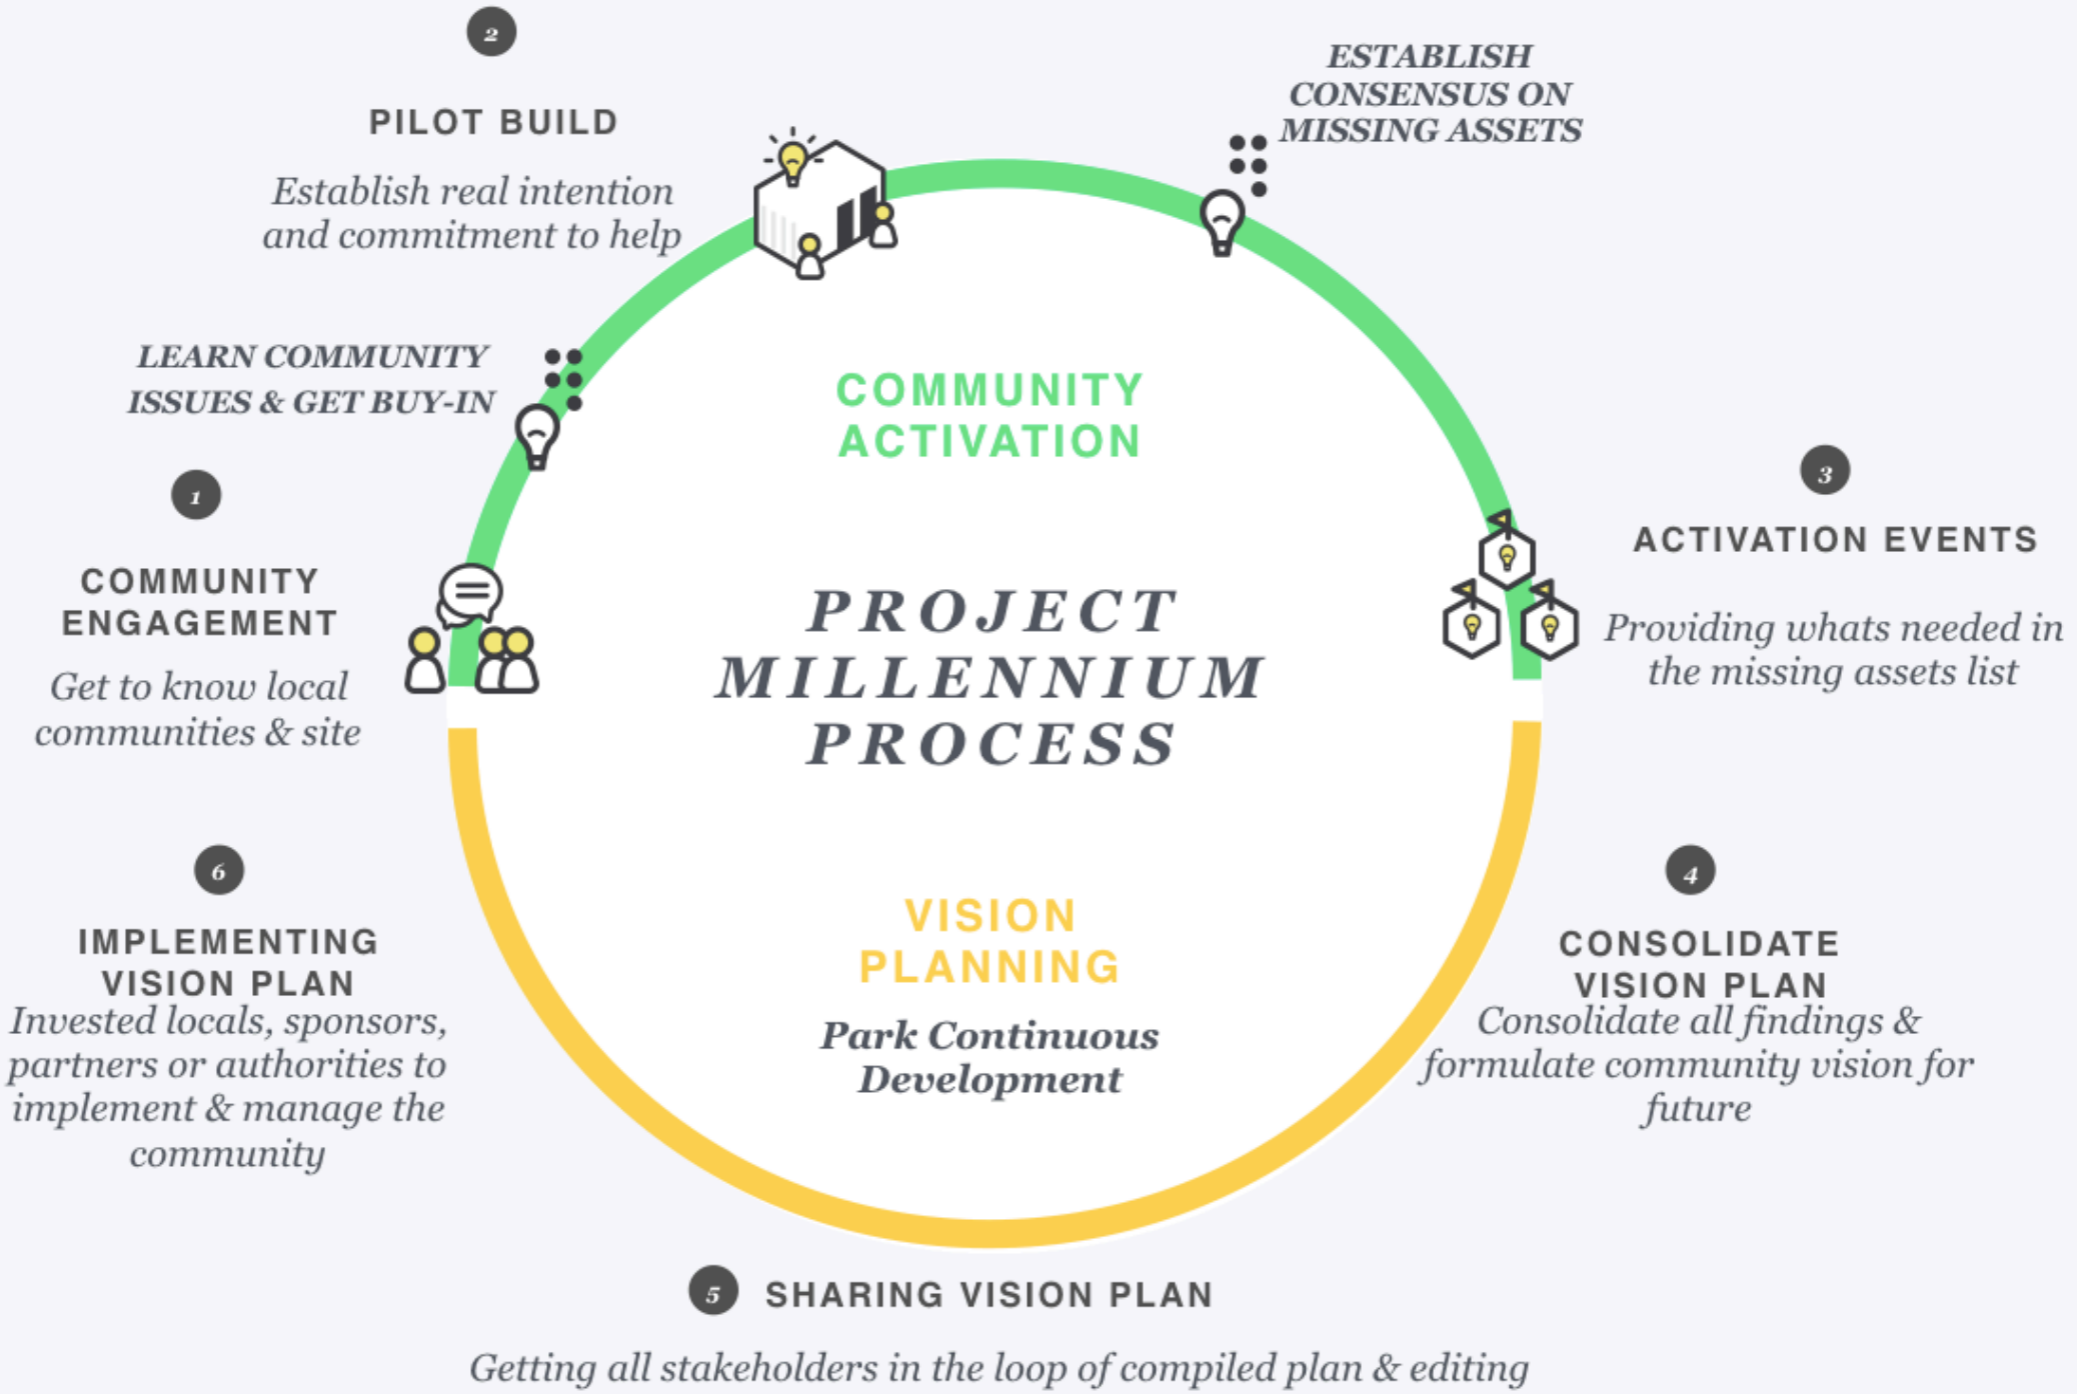 2
PILOT BUILD
Establish real intention
and commitment to help
ESTABLISH
CONSENSUS ON
MISSING ASSETS
LEARN COMMUNITY
ISSUES & GET BUY-IN
1
COMMUNITY
ENGAGEMENT
Get to know local
communities & site
COMMUNITY
ACTIVATION
PROJECT
MILLENNIUM
PROCESS
3
ACTIVATION EVENTS
Providing whats needed in
the missing assets list
VISION
PLANNING
Park Continuous
Development
4
CONSOLIDATE
VISION PLAN
Consolidate all findings &
formulate community vision for
future
5
SHARING VISION PLAN
Getting all stakeholders in the loop of compiled plan & editing
6
IMPLEMENTING
VISION PLAN
Invested locals, sponsors,
partners or authorities to
implement & manage the
community